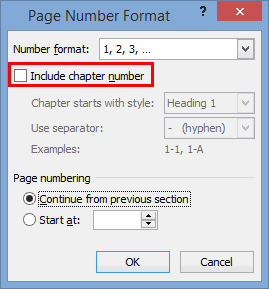 Page Number Format
Number format: 1, 2, 3, ...
Include chapter number
Chapter starts with style: Heading 1
Use separator: - (hyphen)
Examples: 1-1, 1-A
Page numbering
Continue from previous section
Start at:
OK Cancel